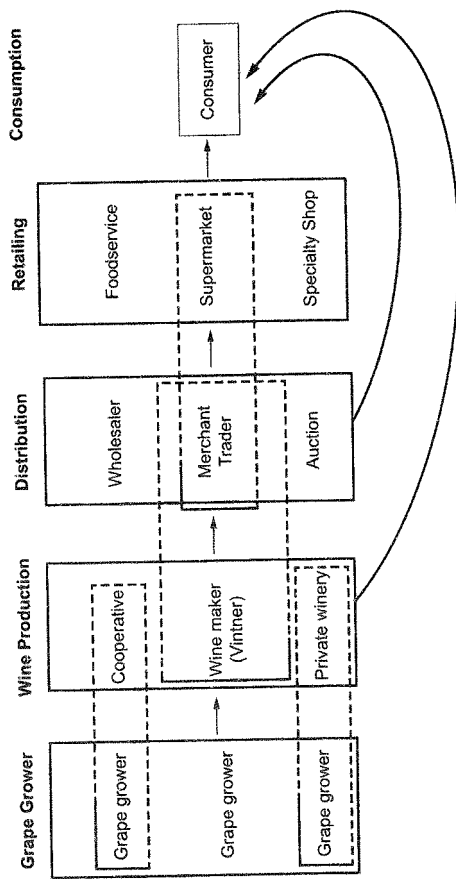 Grape Grower
Wine Production
Distribution
Retailing
Consumption
Grape grower
Grape grower
Grape grower
Cooperative
Wine maker
(Vintner)
Private winery
Wholesaler
Merchant
Trader
Auction
Foodservice
Supermarket
Specialty Shop
Consumer